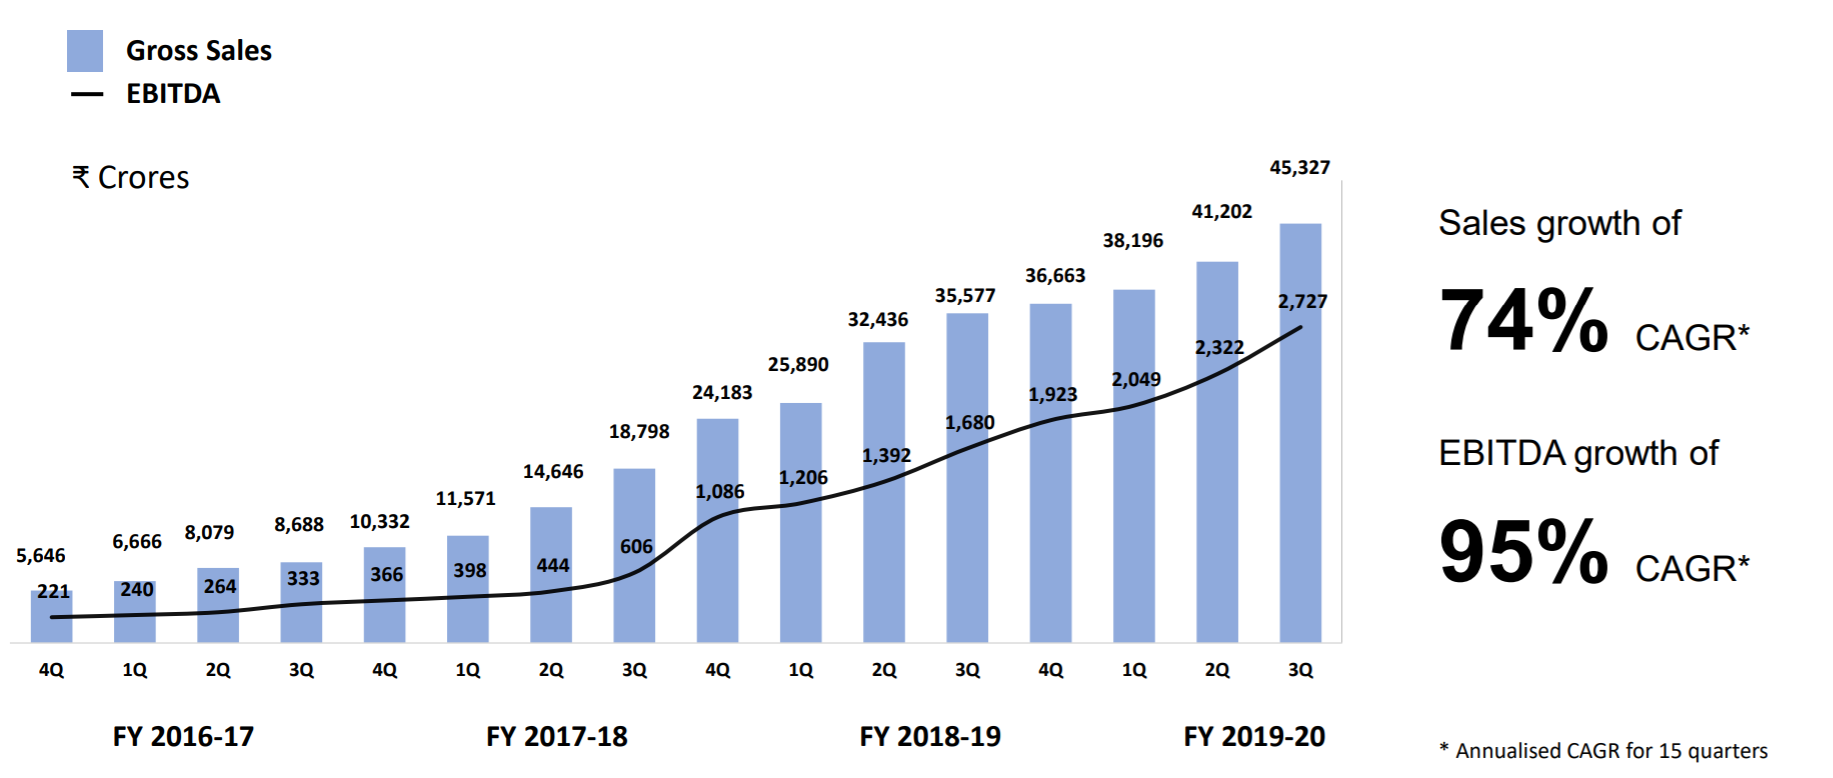 Gross Sales
EBITDA
₹ Crores
5,646 6,666 8,079 8,688 10,332 11,571 14,646 18,798 24,183 25,890 32,436 35,577 36,663 38,196 41,202 45,327
221 240 264 333 366 398 444 606 1,086 1,206 1,392 1,680 1,923 2,049 2,322 2,727
4Q 1Q 2Q 3Q 4Q 1Q 2Q 3Q 4Q 1Q 2Q 3Q 4Q 1Q 2Q 3Q
FY 2016-17 FY 2017-18 FY 2018-19 FY 2019-20
Sales growth of
74% CAGR*
EBITDA growth of
95% CAGR*
* Annualised CAGR for 15 quarters